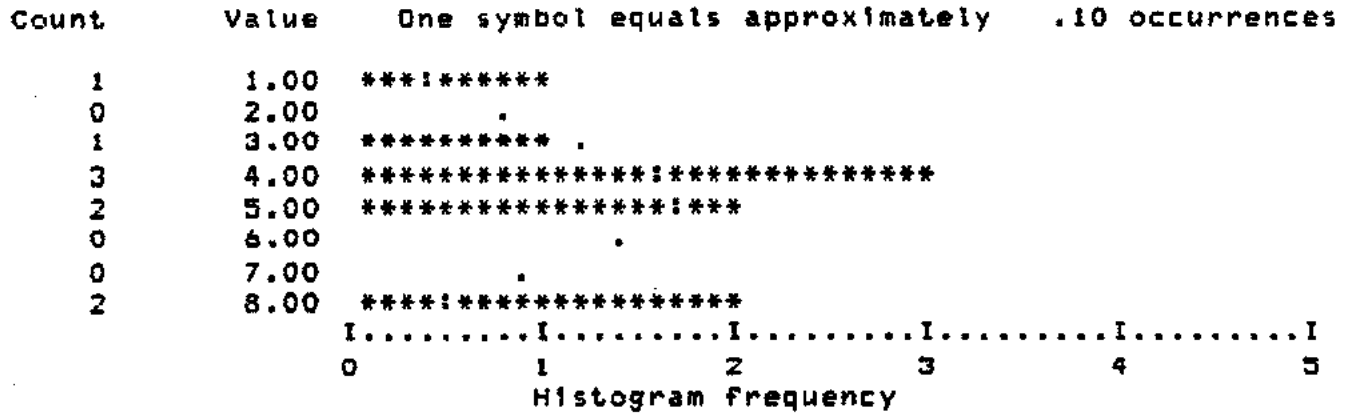 Count Value One symbol equals approximately .10 occurrences
1 1.00 ***:******
0 2.00 .
1 3.00 ********** .
3 4.00 ***************:**************
2 5.00 ****************:***
0 6.00 .
0 7.00 .
2 8.00 ****:***************
I.........I.........I.........I.........I.........I
0 1 2 3 4 5
Histogram frequency